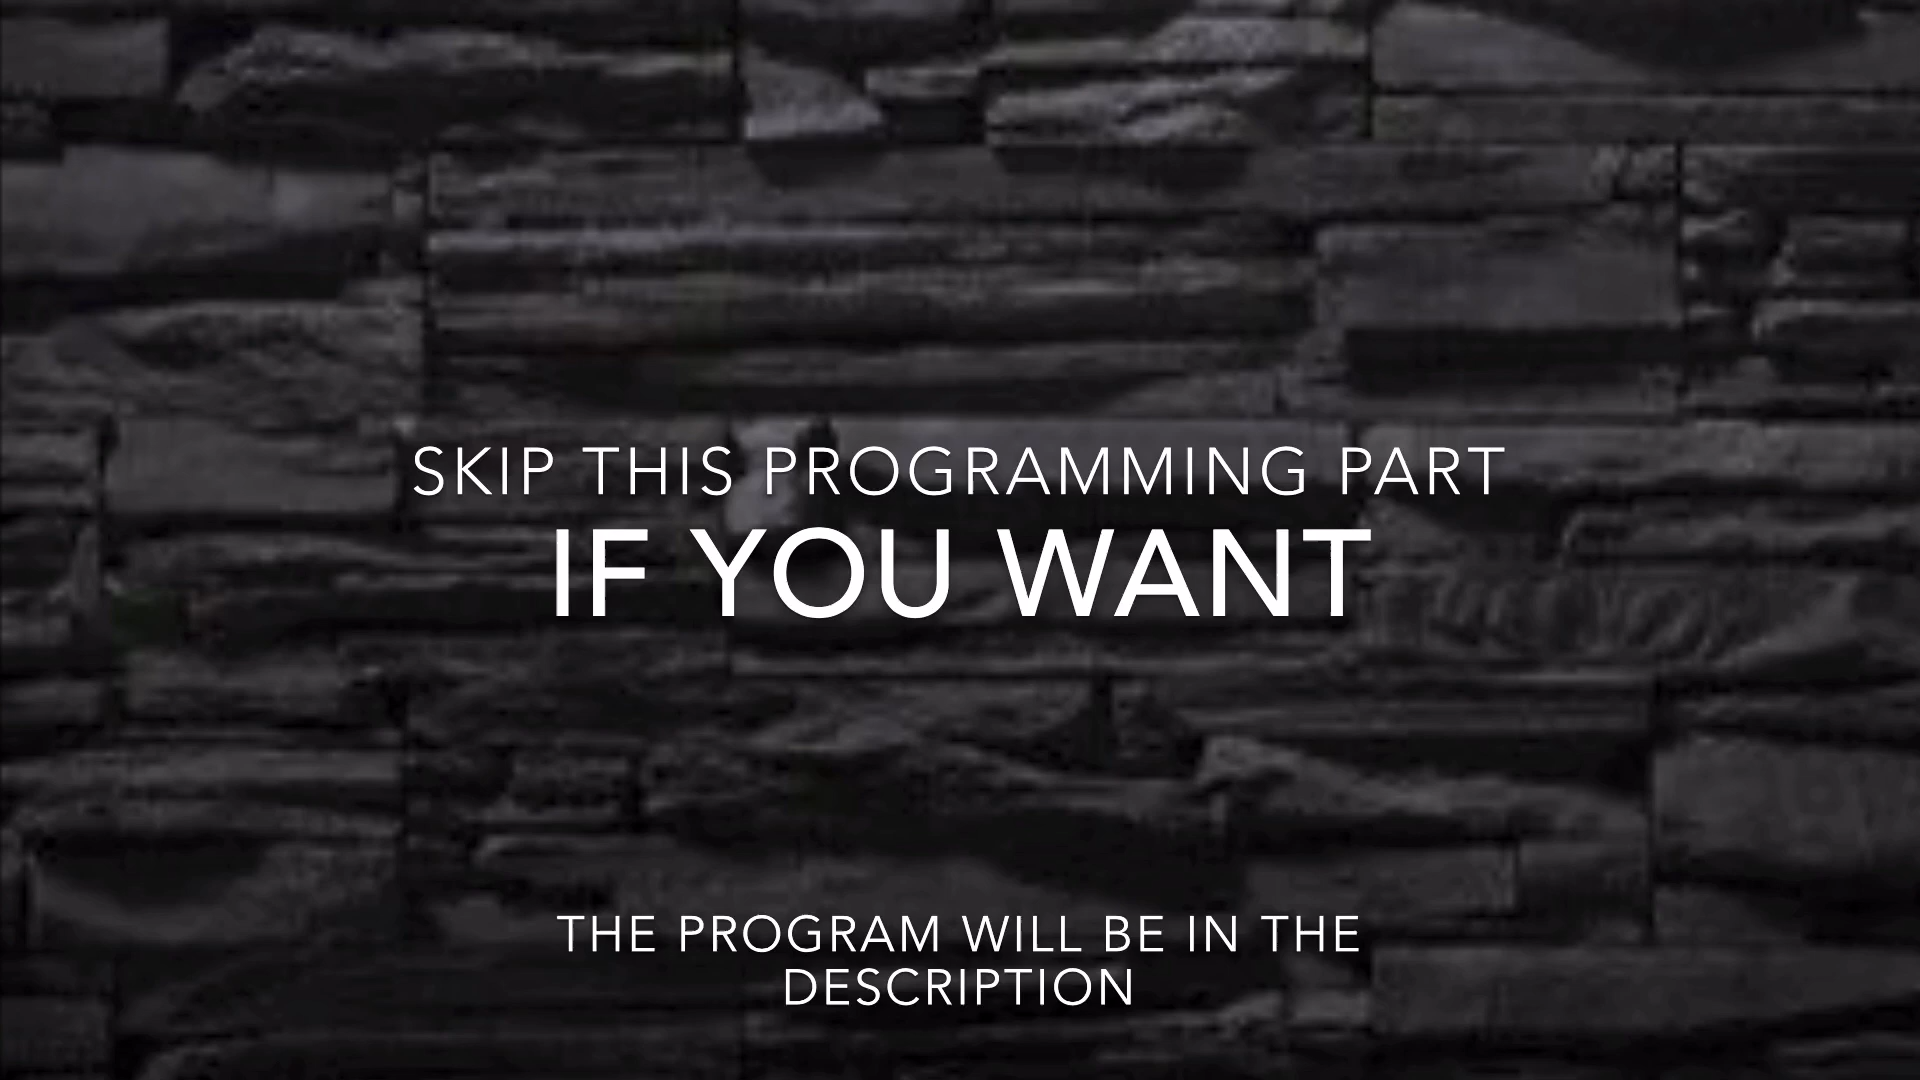 SKIP THIS PROGRAMMING PART
IF YOU WANT
THE PROGRAM WILL BE IN THE
DESCRIPTION